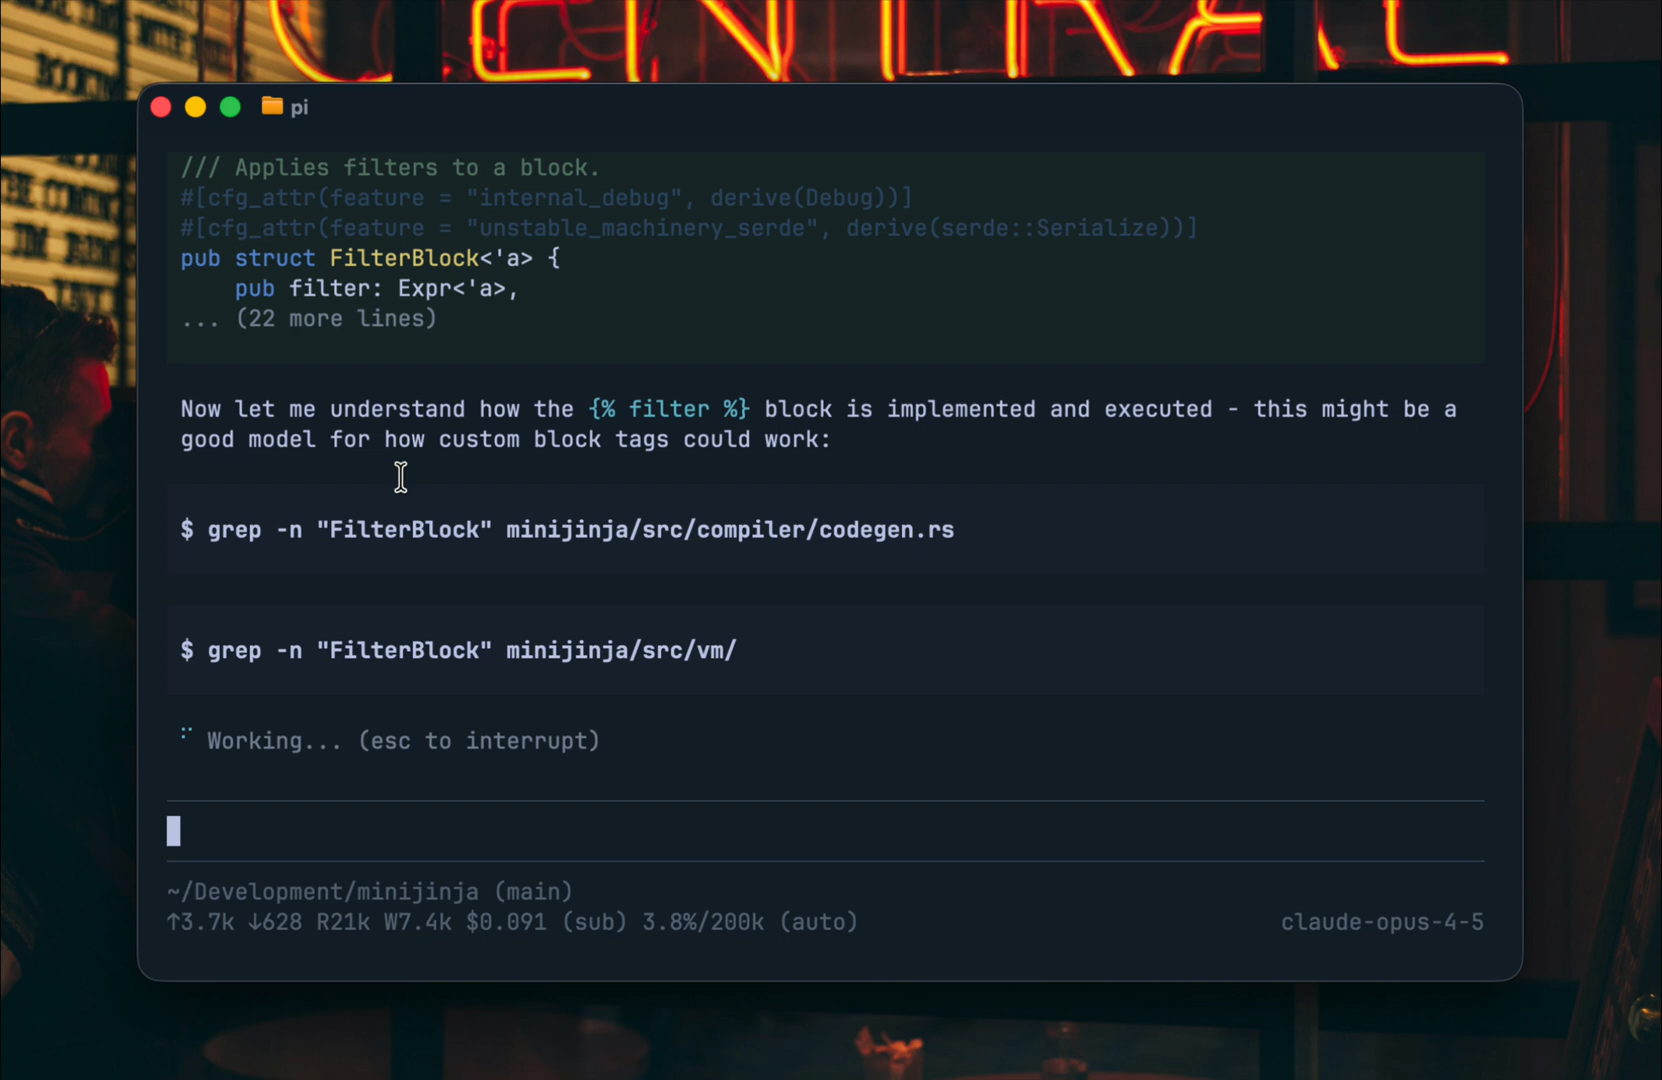 CENTRAL
pi
/// Applies filters to a block.
#[cfg_attr(feature = "internal_debug", derive(Debug))]
#[cfg_attr(feature = "unstable_machinery_serde", derive(serde::Serialize))]
pub struct FilterBlock<'a> {
    pub filter: Expr<'a>,
... (22 more lines)
Now let me understand how the {% filter %} block is implemented and executed - this might be a
good model for how custom block tags could work:
$ grep -n "FilterBlock" minijinja/src/compiler/codegen.rs
$ grep -n "FilterBlock" minijinja/src/vm/
Working... (esc to interrupt)
~/Development/minijinja (main)
↑3.7k ↓628 R21k W7.4k $0.091 (sub) 3.8%/200k (auto)
claude-opus-4-5